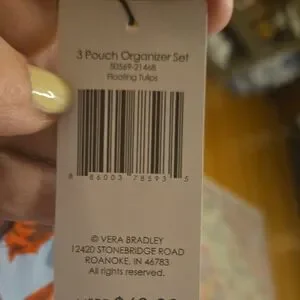 3 Pouch Organizer Set
Floating Tulips
8 86003 78593 5
© VERA BRADLEY
12420 STONEBRIDGE ROAD
ROANOKE, IN 46783
All rights reserved.